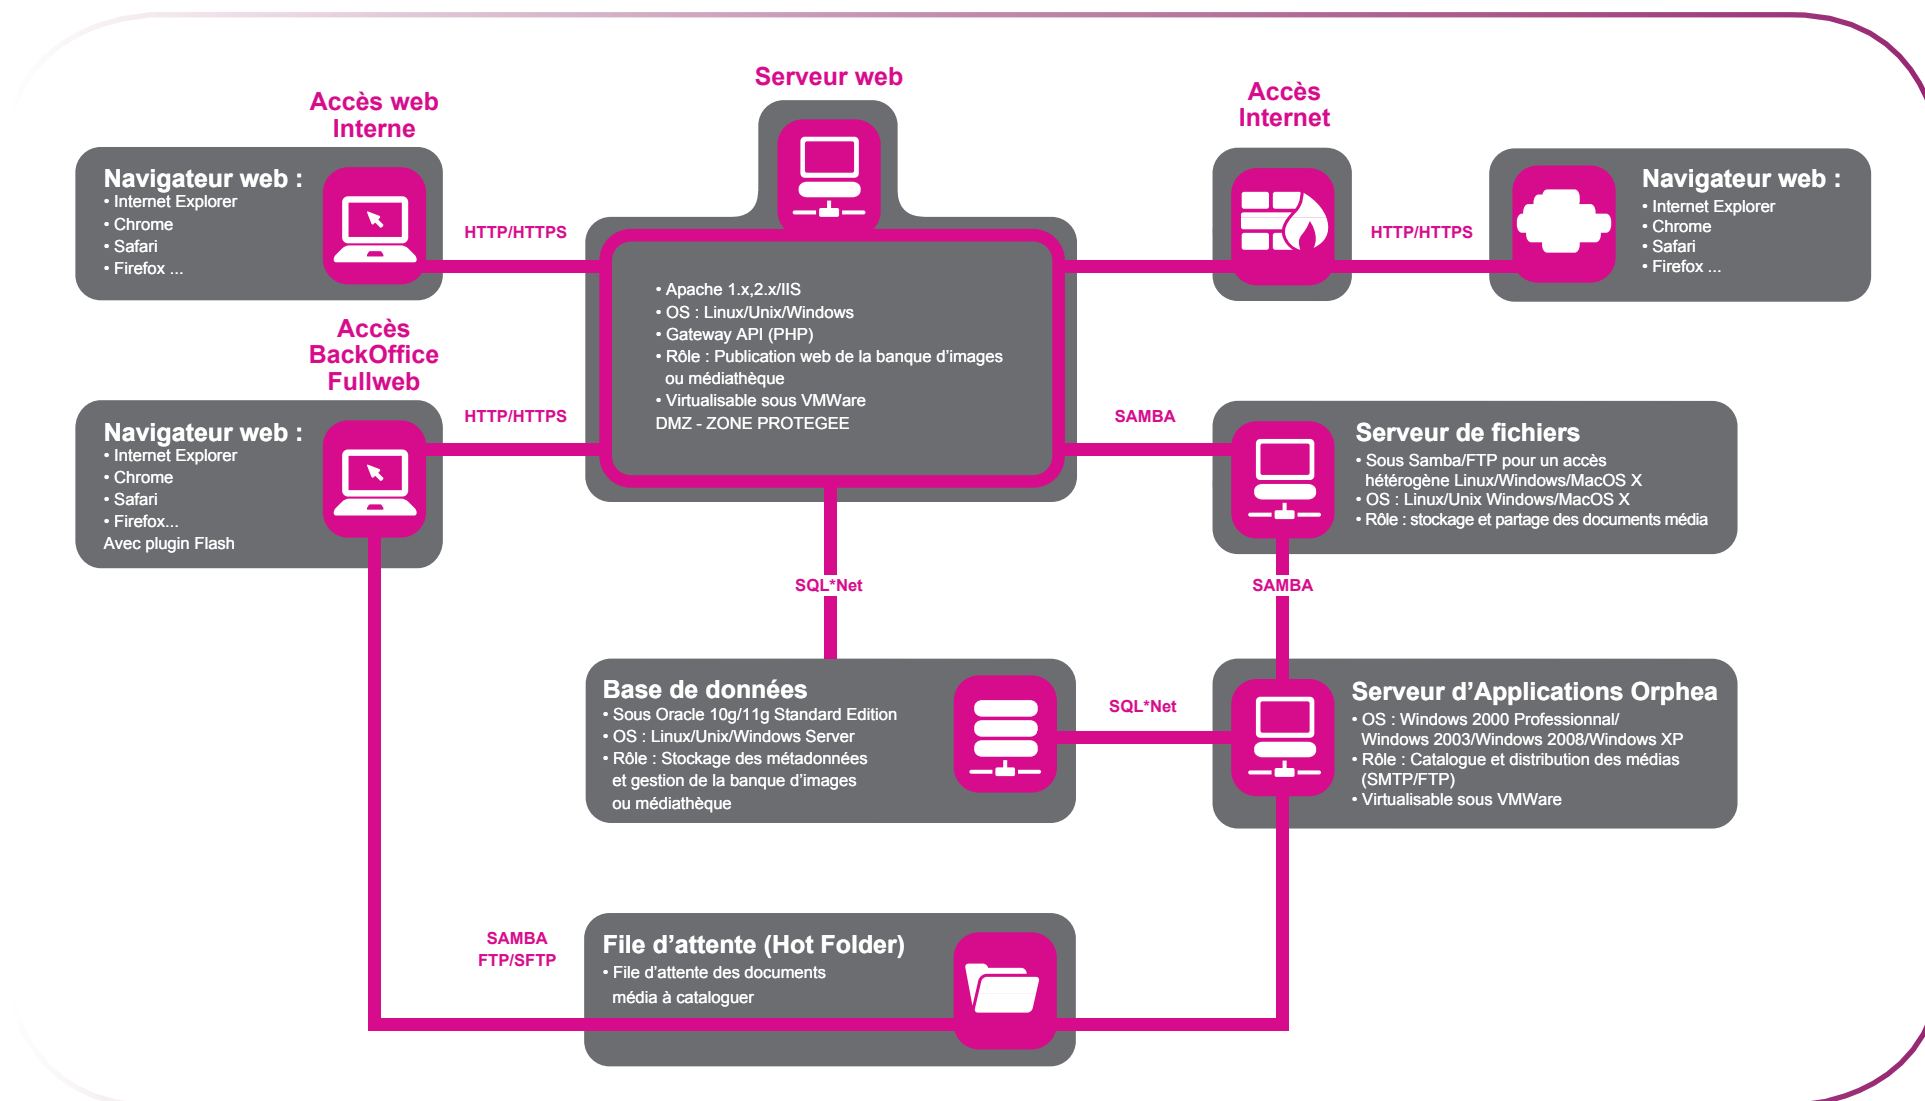 Serveur web
Accès web
Interne
Accès
Internet
Navigateur web :
• Internet Explorer
• Chrome
• Safari
• Firefox ...
HTTP/HTTPS
• Apache 1.x,2.x/IIS
• OS : Linux/Unix/Windows
• Gateway API (PHP)
• Rôle : Publication web de la banque d’images
ou médiathèque
• Virtualisable sous VMWare
DMZ - ZONE PROTEGEE
HTTP/HTTPS
Navigateur web :
• Internet Explorer
• Chrome
• Safari
• Firefox ...
Accès
BackOffice
Fullweb
Navigateur web :
• Internet Explorer
• Chrome
• Safari
• Firefox...
Avec plugin Flash
HTTP/HTTPS
SAMBA
Serveur de fichiers
• Sous Samba/FTP pour un accès
hétérogène Linux/Windows/MacOS X
• OS : Linux/Unix Windows/MacOS X
• Rôle : stockage et partage des documents média
SQL*Net
SAMBA
Base de données
• Sous Oracle 10g/11g Standard Edition
• OS : Linux/Unix/Windows Server
• Rôle : Stockage des métadonnées
et gestion de la banque d’images
ou médiathèque
SQL*Net
Serveur d’Applications Orphea
• OS : Windows 2000 Professionnal/
Windows 2003/Windows 2008/Windows XP
• Rôle : Catalogue et distribution des médias
(SMTP/FTP)
• Virtualisable sous VMWare
SAMBA
FTP/SFTP
File d’attente (Hot Folder)
• File d’attente des documents
média à cataloguer